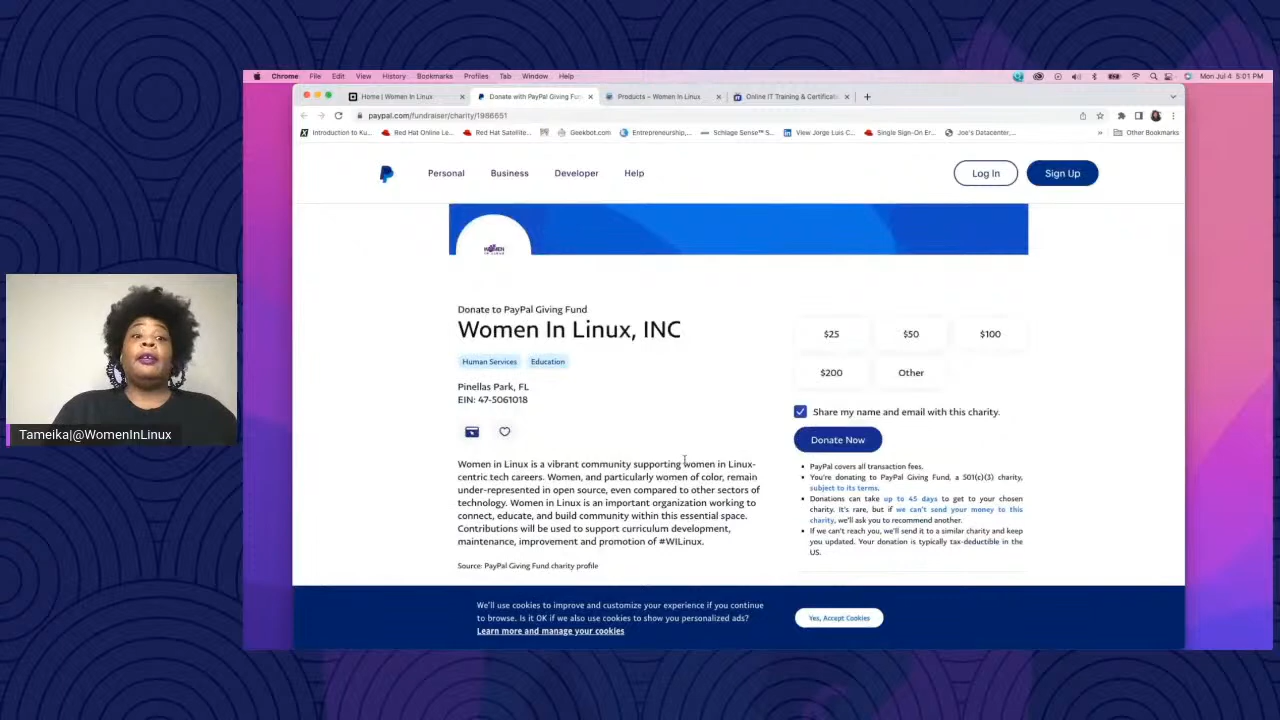 Chrome File Edit View History Bookmarks Profiles Tab Window Help
Mon Jul 4 5:01 PM
Home | Women In Linux
Donate with PayPal Giving Fun
Products – Women In Linux
Online IT Training & Certificat
paypal.com/fundraiser/charity/1986651
Introduction to Ku...
Red Hat Online Le...
Red Hat Satellite...
Geekbot.com
Entrepreneurship,...
Schlage Sense™ S...
View Jorge Luis C...
Single Sign-On Er...
Joe's Datacenter,...
Other Bookmarks
Personal
Business
Developer
Help
Log In
Sign Up
WOMEN
IN LINUX
Donate to PayPal Giving Fund
Women In Linux, INC
Human Services
Education
Pinellas Park, FL
EIN: 47-5061018
Women in Linux is a vibrant community supporting women in Linux-
centric tech careers. Women, and particularly women of color, remain
under-represented in open source, even compared to other sectors of
technology. Women in Linux is an important organization working to
connect, educate, and build community within this essential space.
Contributions will be used to support curriculum development,
maintenance, improvement and promotion of #WILinux.
Source: PayPal Giving Fund charity profile
$25
$50
$100
$200
Other
Share my name and email with this charity.
Donate Now
PayPal covers all transaction fees.
You're donating to PayPal Giving Fund, a 501(c)(3) charity,
subject to its terms.
Donations can take up to 45 days to get to your chosen
charity. It's rare, but if we can't send your money to this
charity, we'll ask you to recommend another.
If we can't reach you, we'll send it to a similar charity and keep
you updated. Your donation is typically tax-deductible in the
US.
We'll use cookies to improve and customize your experience if you continue
to browse. Is it OK if we also use cookies to show you personalized ads?
Learn more and manage your cookies
Yes, Accept Cookies
Tameika|@WomenInLinux